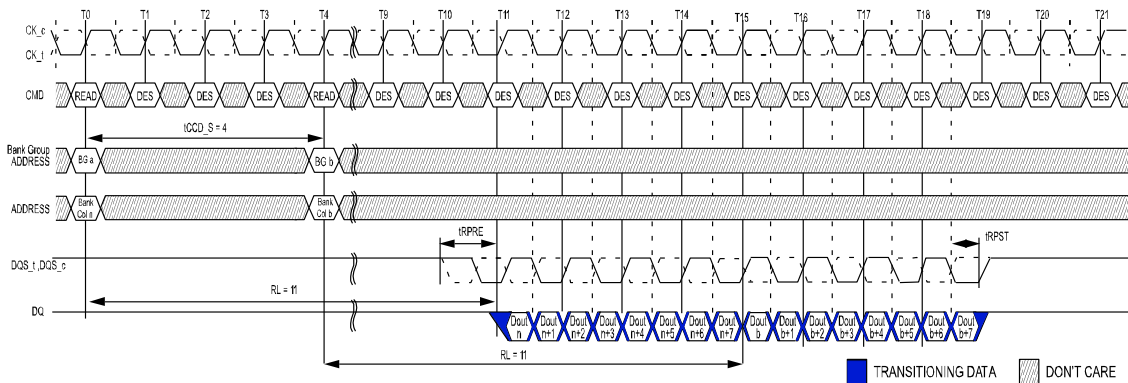 T0 T1 T2 T3 T4 T9 T10 T11 T12 T13 T14 T15 T16 T17 T18 T19 T20 T21
CK_c
CK_t
CMD READ DES DES DES READ DES DES DES DES DES DES DES DES DES DES DES DES DES
tCCD_S = 4
Bank Group
ADDRESS BG a BG b
ADDRESS Bank Col n Bank Col b
tRPRE tRPST
DQS_t ,DQS_c
RL = 11
DQ Dout n Dout n+1 Dout n+2 Dout n+3 Dout n+4 Dout n+5 Dout n+6 Dout n+7 Dout b Dout b+1 Dout b+2 Dout b+3 Dout b+4 Dout b+5 Dout b+6 Dout b+7
RL = 11
TRANSITIONING DATA DON'T CARE